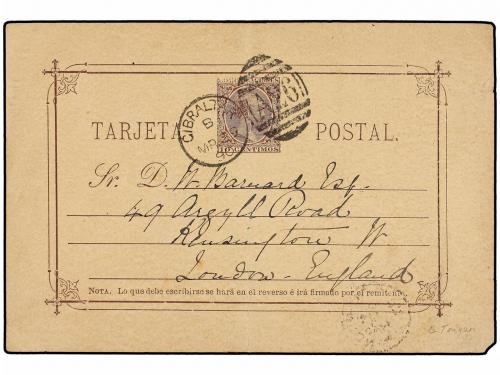 GIBRALTAR
A26
TARJETA POSTAL.
10 CENTIMOS
Sr. D. W. Barnard Esq.
49 Argyll Road
Kensington W
London - England
NOTA. Lo que debe escribirse se hará en el reverso é irá firmado por el remitente.